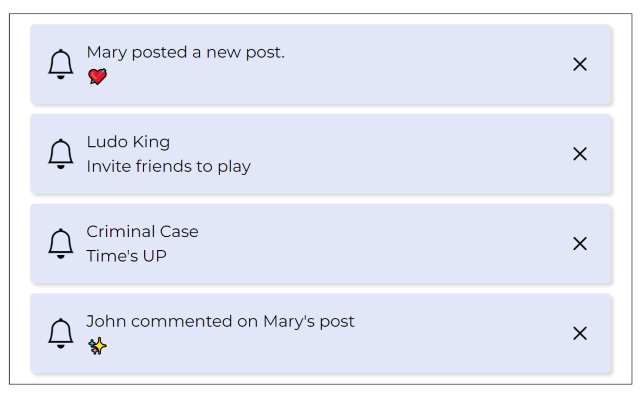 Mary posted a new post.
❤️
Ludo King
Invite friends to play
Criminal Case
Time's UP
John commented on Mary's post
✨